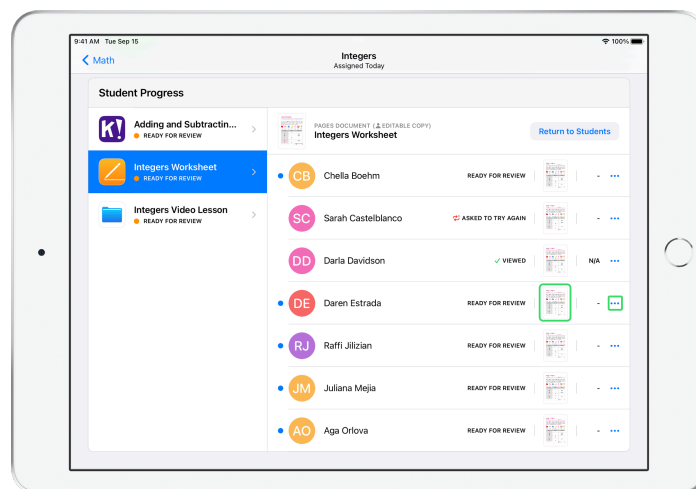 9:41 AM Tue Sep 15
100%
Math
Integers
Assigned Today
Student Progress
K!
Adding and Subtractin...
READY FOR REVIEW
Integers Worksheet
READY FOR REVIEW
Integers Video Lesson
READY FOR REVIEW
PAGES DOCUMENT ( EDITABLE COPY)
Integers Worksheet
Return to Students
CB Chella Boehm READY FOR REVIEW - •••
SC Sarah Castelblanco ASKED TO TRY AGAIN - •••
DD Darla Davidson VIEWED N/A •••
DE Daren Estrada READY FOR REVIEW - •••
RJ Raffi Jilizian READY FOR REVIEW - •••
JM Juliana Mejia READY FOR REVIEW - •••
AO Aga Orlova READY FOR REVIEW - •••